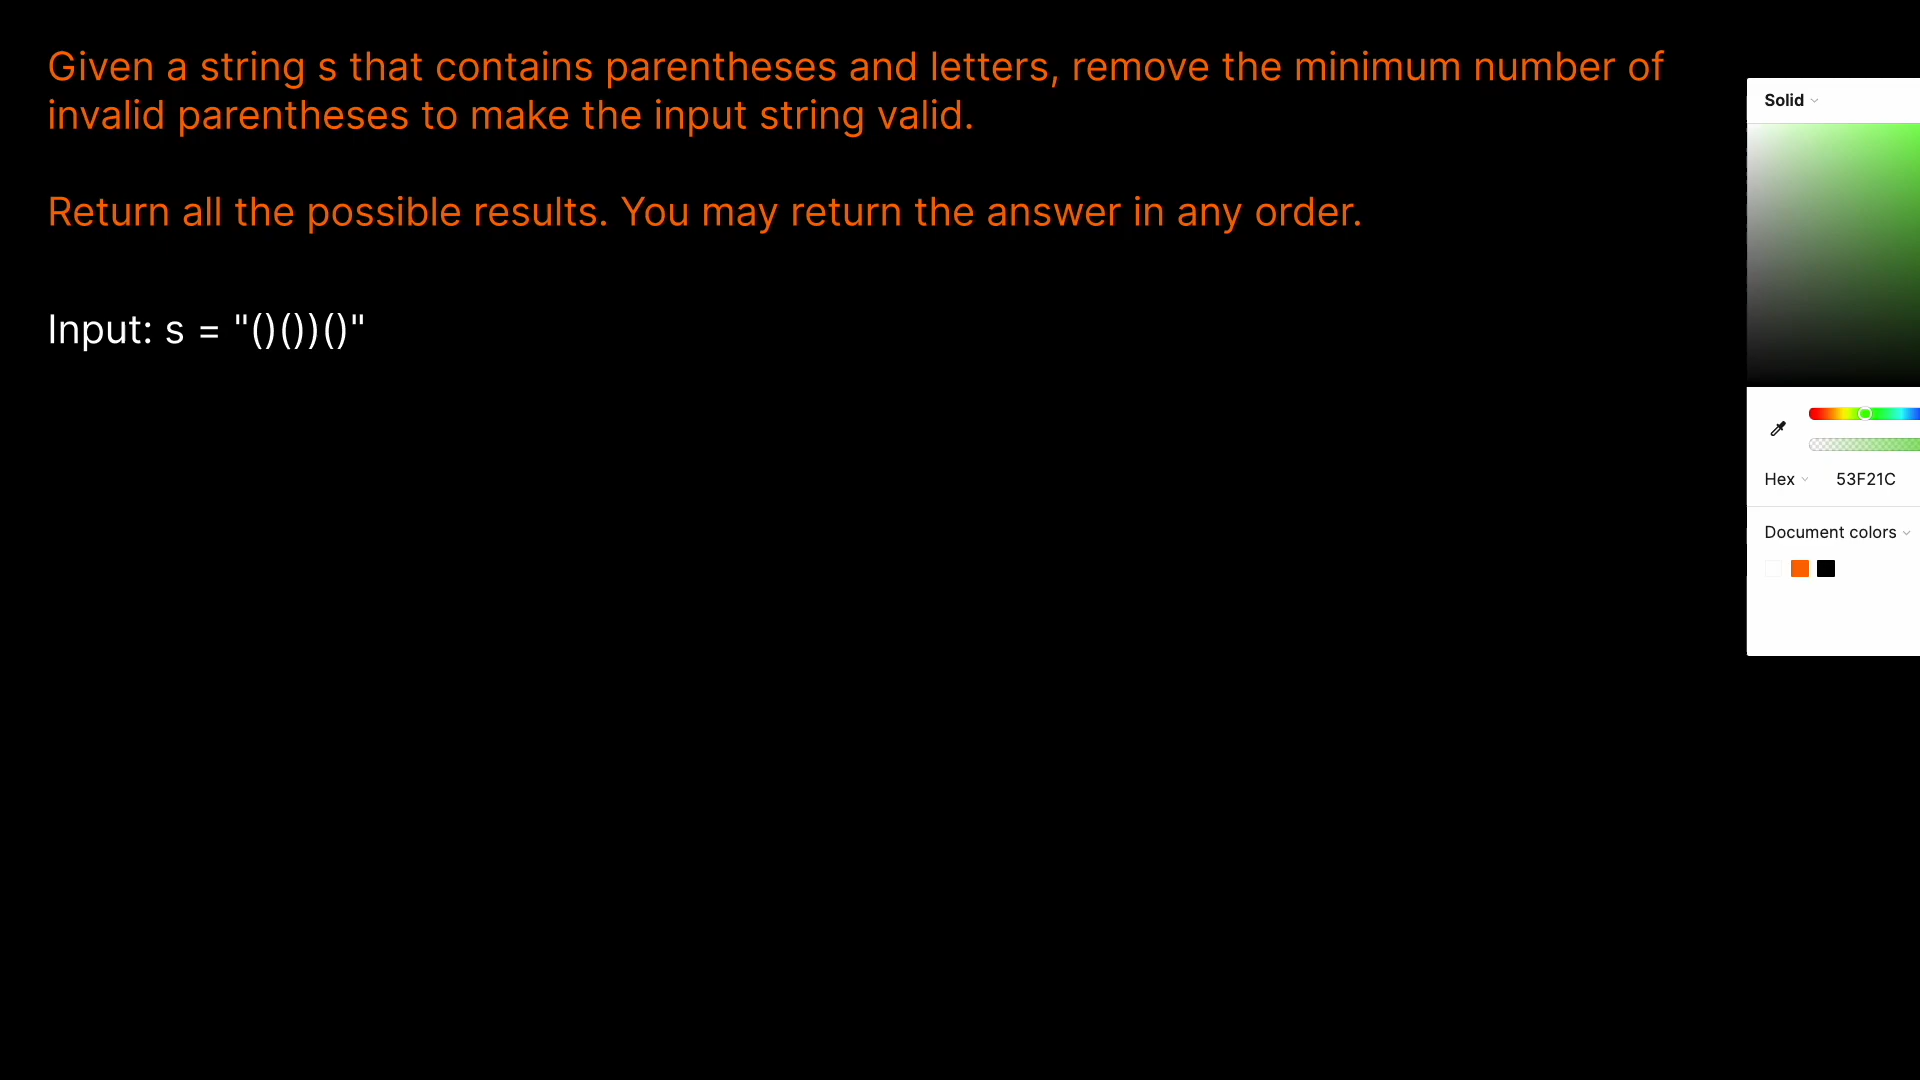 Given a string s that contains parentheses and letters, remove the minimum number of
invalid parentheses to make the input string valid.
Return all the possible results. You may return the answer in any order.
Input: s = "()())()"
Solid
Hex 53F21C
Document colors